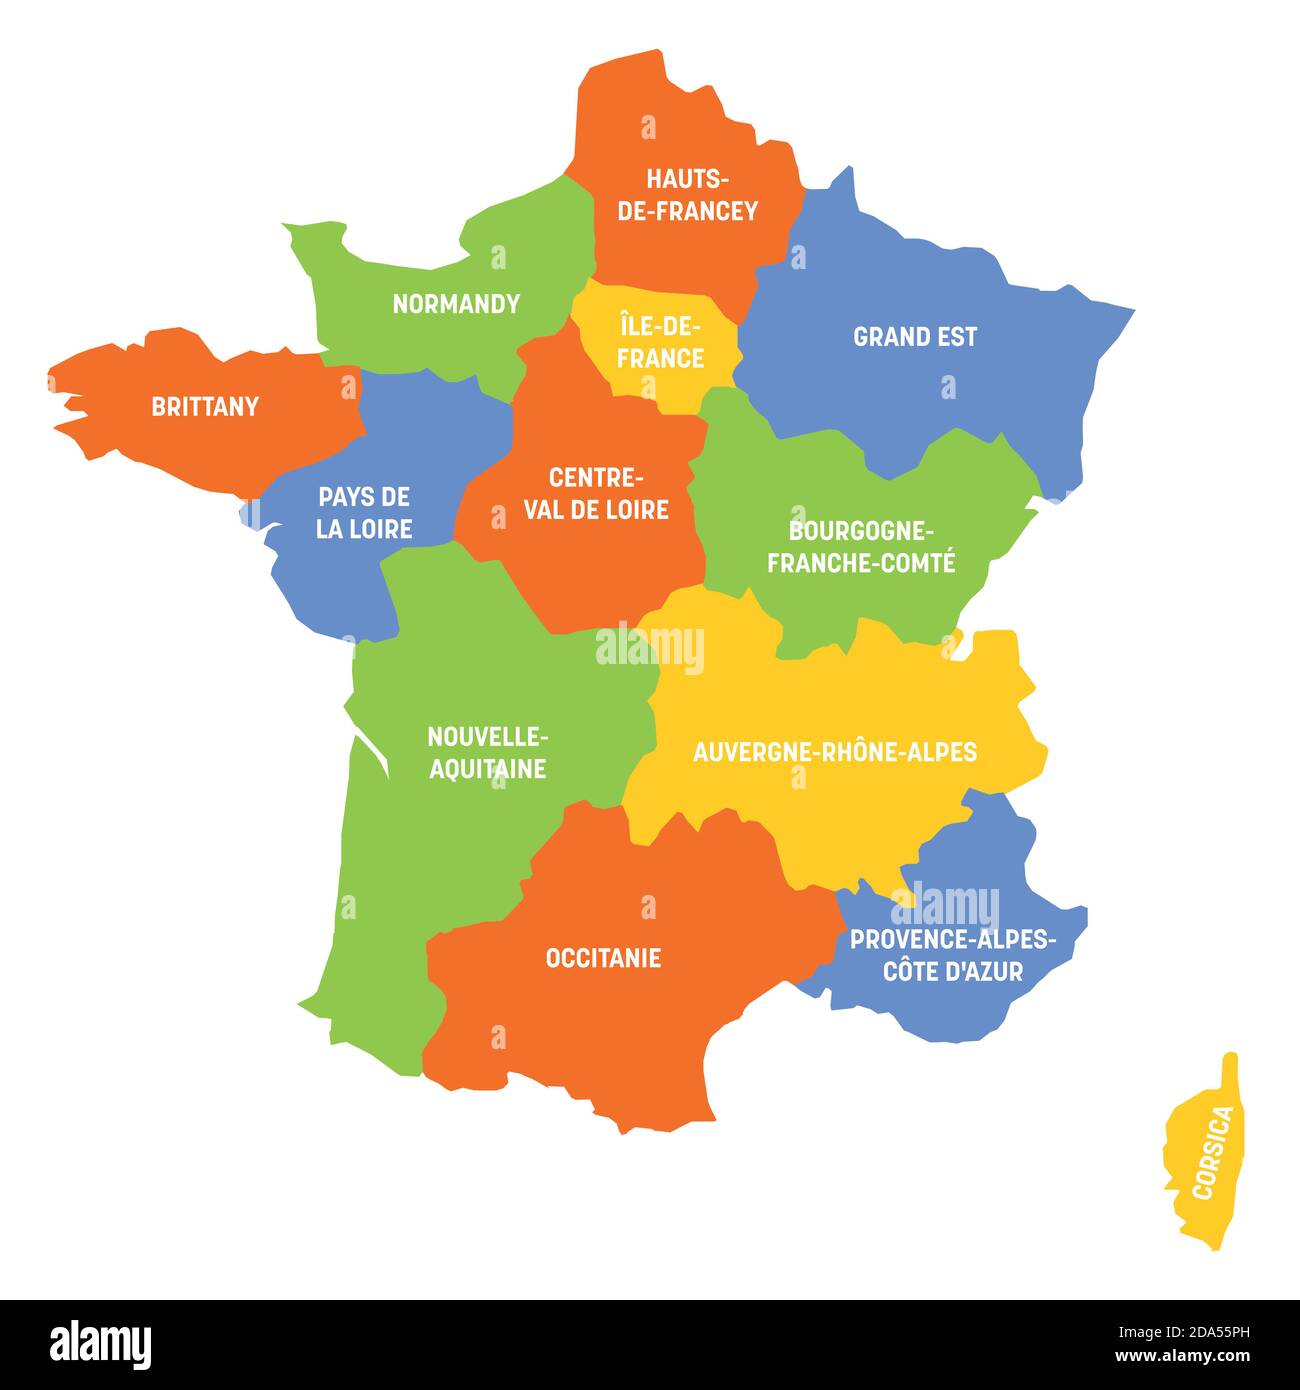 HAUTS-
DE-FRANCEY
NORMANDY
ÎLE-DE-
FRANCE
GRAND EST
BRITTANY
PAYS DE
LA LOIRE
CENTRE-
VAL DE LOIRE
BOURGOGNE-
FRANCHE-COMTÉ
NOUVELLE-
AQUITAINE
AUVERGNE-RHÔNE-ALPES
OCCITANIE
PROVENCE-ALPES-
CÔTE D'AZUR
CORSICA
a
a
a
a
a
a
a
a
a
a
a
a
alamy
alamy
Image ID: 2DA55PH
www.alamy.com